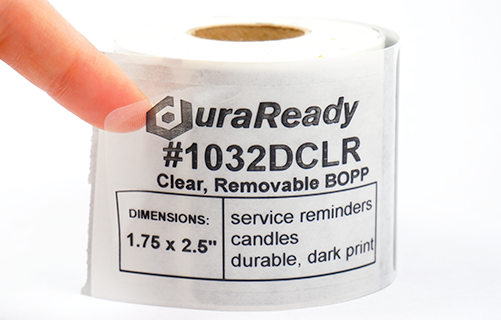 duraReady
#1032DCLR
Clear, Removable BOPP
DIMENSIONS:
1.75 x 2.5"
service reminders
candles
durable, dark print